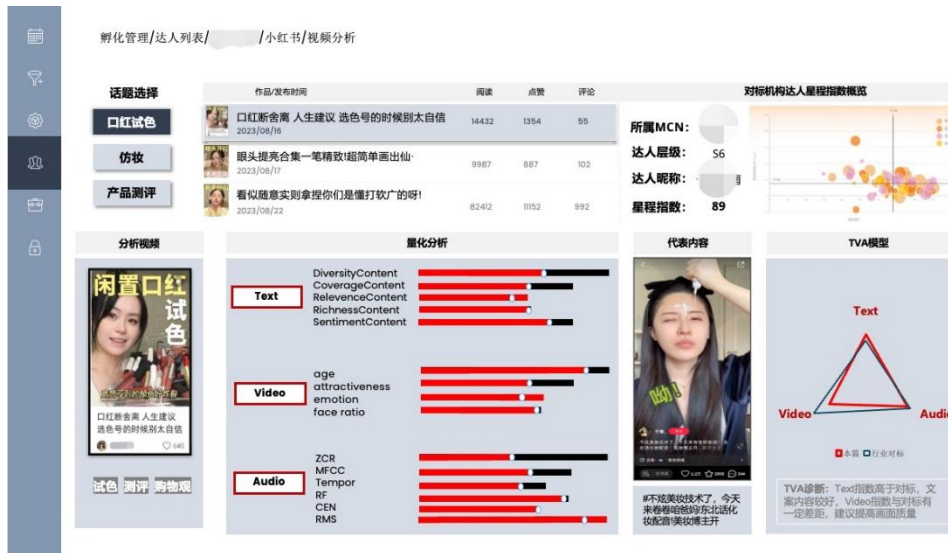 孵化管理/达人列表/ /小红书/视频分析
话题选择
口红试色
仿妆
产品测评
作品/发布时间 阅读 点赞 评论
口红断舍离 人生建议 选色号的时候别太自信
2023/08/16
14432 1354 55
眼头提亮合集一笔精致!超简单画出仙·
2023/08/17
9987 887 102
看似随意实则拿捏你们是懂打软广的呀!
2023/08/22
82412 11152 992
对标机构达人星程指数概览
所属MCN：
达人层级： S6
达人昵称：
星程指数： 89
分析视频
闲置口红
试色
口红断舍离 人生建议
选色号的时候别太自信
540
试色 测评 购物观
量化分析
Text
DiversityContent
CoverageContent
RelevenceContent
RichnessContent
SentimentContent
Video
age
attractiveness
emotion
face ratio
Audio
ZCR
MFCC
Tempor
RF
CEN
RMS
代表内容
呦！
#不炫美妆技术了，今天
来卷卷咱爸妈!东北话化
妆配音!美妆博主开
TVA模型
Text
Video
Audio
本篇 行业对标
TVA诊断：Text指数高于对标，文
案内容较好，Video指数与对标有
一定差距，建议提高画面质量